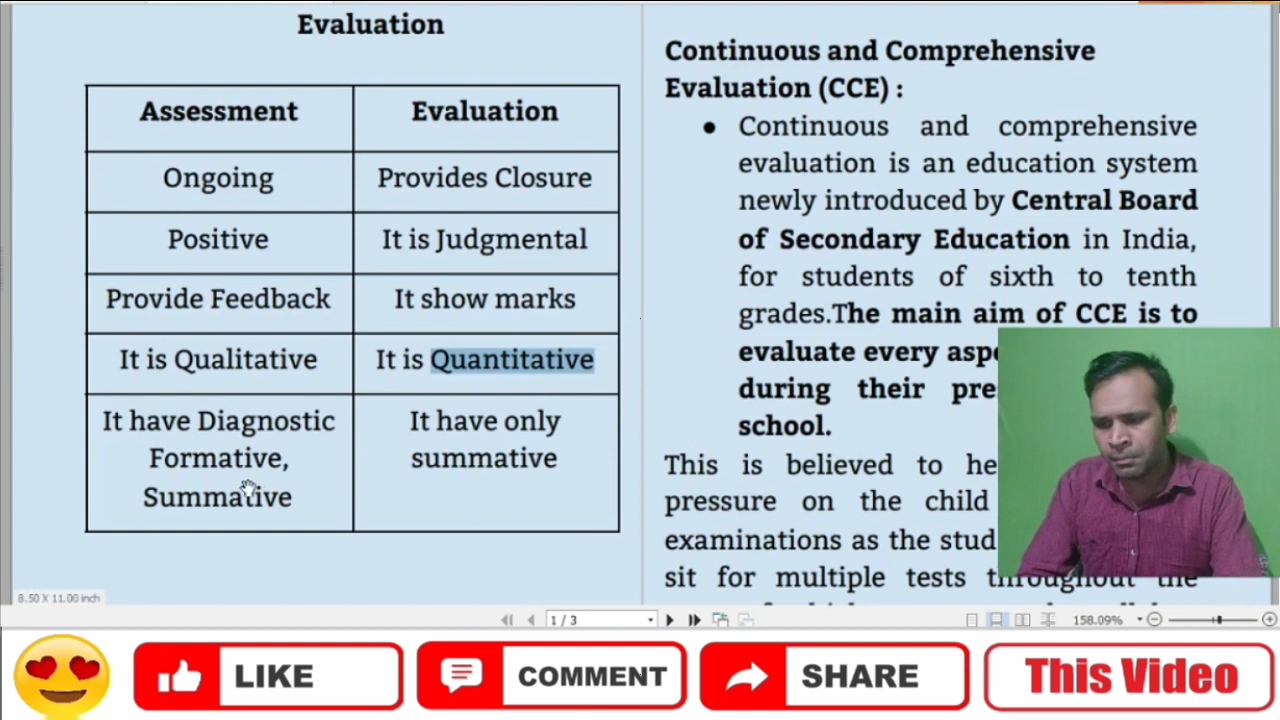 Evaluation
Assessment Evaluation
Ongoing Provides Closure
Positive It is Judgmental
Provide Feedback It show marks
It is Qualitative It is Quantitative
It have Diagnostic It have only
Formative, summative
Summative
Continuous and Comprehensive
Evaluation (CCE) :
● Continuous and comprehensive
evaluation is an education system
newly introduced by Central Board
of Secondary Education in India,
for students of sixth to tenth
grades.The main aim of CCE is to
evaluate every
during their
school.
This is believed to
pressure on the child
examinations as the
sit for multiple tests throughout the
8.50 X 11.00 inch
1 / 3
158.09%
LIKE
COMMENT
SHARE
This Video